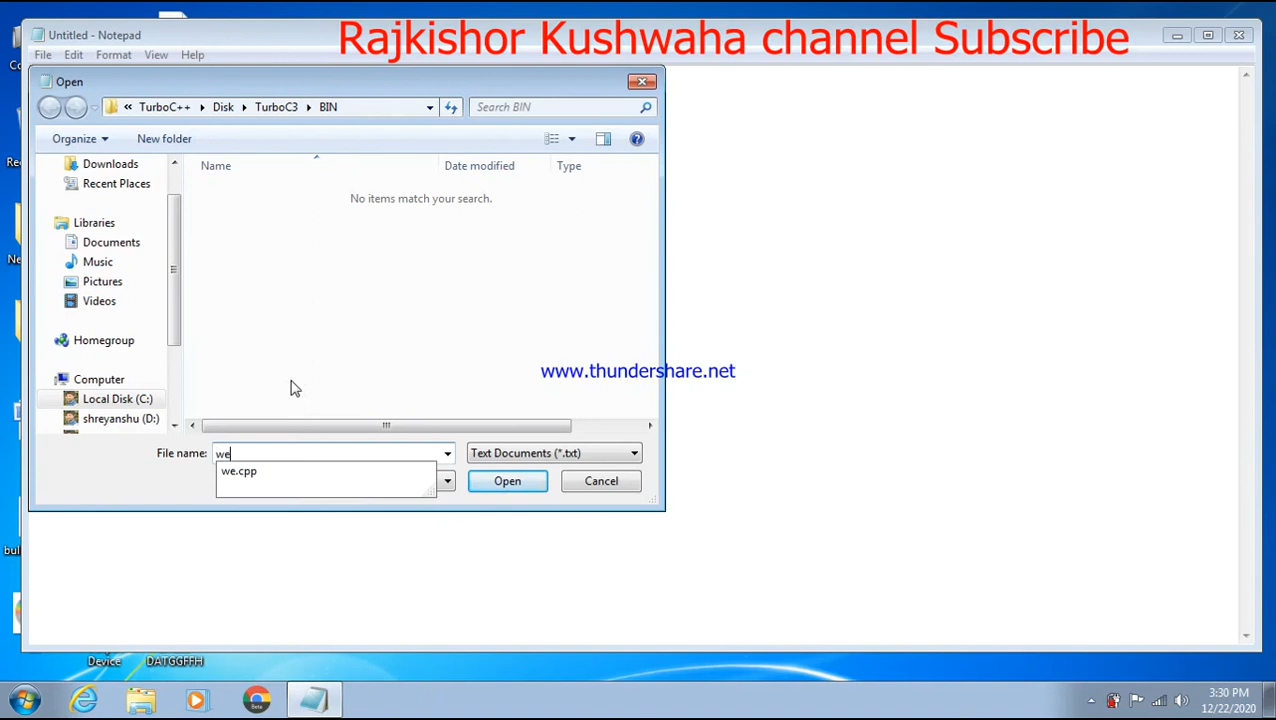 Rajkishor Kushwaha channel Subscribe
Untitled - Notepad
File Edit Format View Help
Open
« TurboC++ Disk TurboC3 BIN
Search BIN
Organize New folder
Name Date modified Type
No items match your search.
Downloads
Recent Places
Libraries
Documents
Music
Pictures
Videos
Homegroup
Computer
Local Disk (C:)
shreyanshu (D:)
www.thundershare.net
File name: we
Text Documents (*.txt)
we.cpp
Open Cancel
Device DATGGFFH
3:30 PM
12/22/2020